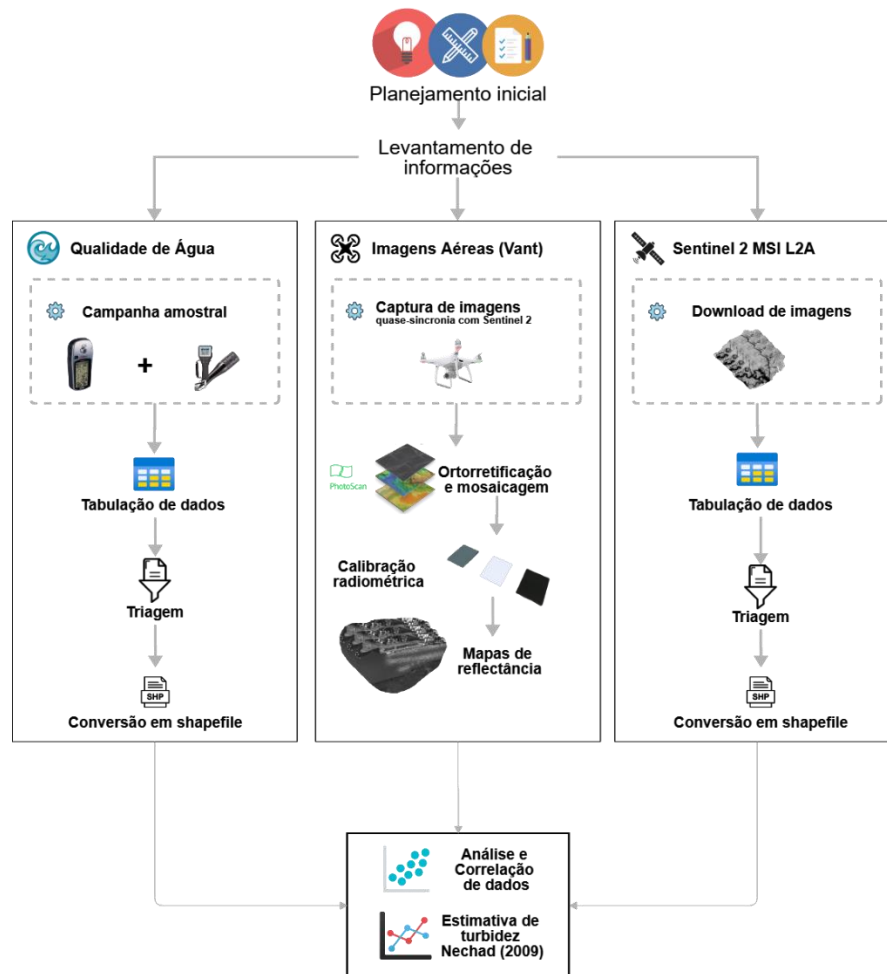 Planejamento inicial
Levantamento de
informações
Qualidade de Água
Campanha amostral
+
Tabulação de dados
Triagem
SHP
Conversão em shapefile
Imagens Aéreas (Vant)
Captura de imagens
quase-sincronia com Sentinel 2
PhotoScan
Ortorretificação
e mosaicagem
Calibração
radiométrica
Mapas de
reflectância
Sentinel 2 MSI L2A
Download de imagens
Tabulação de dados
Triagem
SHP
Conversão em shapefile
Análise e
Correlação
de dados
Estimativa de
turbidez
Nechad (2009)